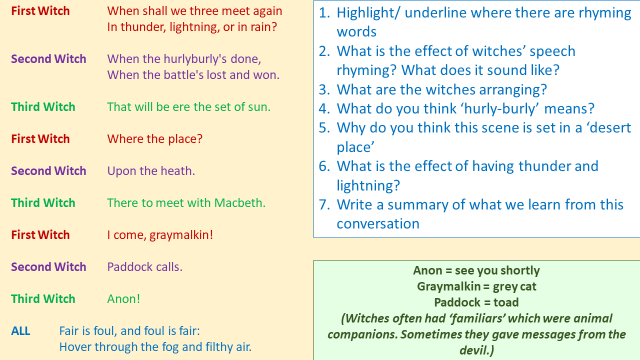 First Witch When shall we three meet again
In thunder, lightning, or in rain?
Second Witch When the hurlyburly's done,
When the battle's lost and won.
Third Witch That will be ere the set of sun.
First Witch Where the place?
Second Witch Upon the heath.
Third Witch There to meet with Macbeth.
First Witch I come, graymalkin!
Second Witch Paddock calls.
Third Witch Anon!
ALL Fair is foul, and foul is fair:
Hover through the fog and filthy air.
1. Highlight/ underline where there are rhyming
words
2. What is the effect of witches' speech
rhyming? What does it sound like?
3. What are the witches arranging?
4. What do you think 'hurly-burly' means?
5. Why do you think this scene is set in a 'desert
place'
6. What is the effect of having thunder and
lightning?
7. Write a summary of what we learn from this
conversation
Anon = see you shortly
Graymalkin = grey cat
Paddock = toad
(Witches often had 'familiars' which were animal
companions. Sometimes they gave messages from the
devil.)